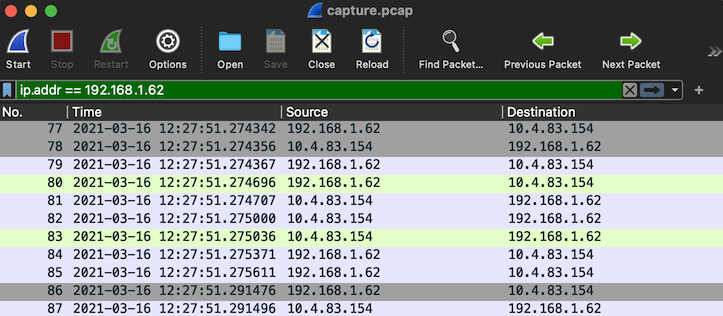 capture.pcap
Start Stop Restart Options Open Save Close Reload Find Packet... Previous Packet Next Packet
ip.addr == 192.168.1.62
No. Time Source Destination
77 2021-03-16 12:27:51.274342 192.168.1.62 10.4.83.154
78 2021-03-16 12:27:51.274356 10.4.83.154 192.168.1.62
79 2021-03-16 12:27:51.274367 192.168.1.62 10.4.83.154
80 2021-03-16 12:27:51.274696 192.168.1.62 10.4.83.154
81 2021-03-16 12:27:51.274707 10.4.83.154 192.168.1.62
82 2021-03-16 12:27:51.275000 10.4.83.154 192.168.1.62
83 2021-03-16 12:27:51.275036 10.4.83.154 192.168.1.62
84 2021-03-16 12:27:51.275371 192.168.1.62 10.4.83.154
85 2021-03-16 12:27:51.275611 192.168.1.62 10.4.83.154
86 2021-03-16 12:27:51.291476 192.168.1.62 10.4.83.154
87 2021-03-16 12:27:51.291496 10.4.83.154 192.168.1.62